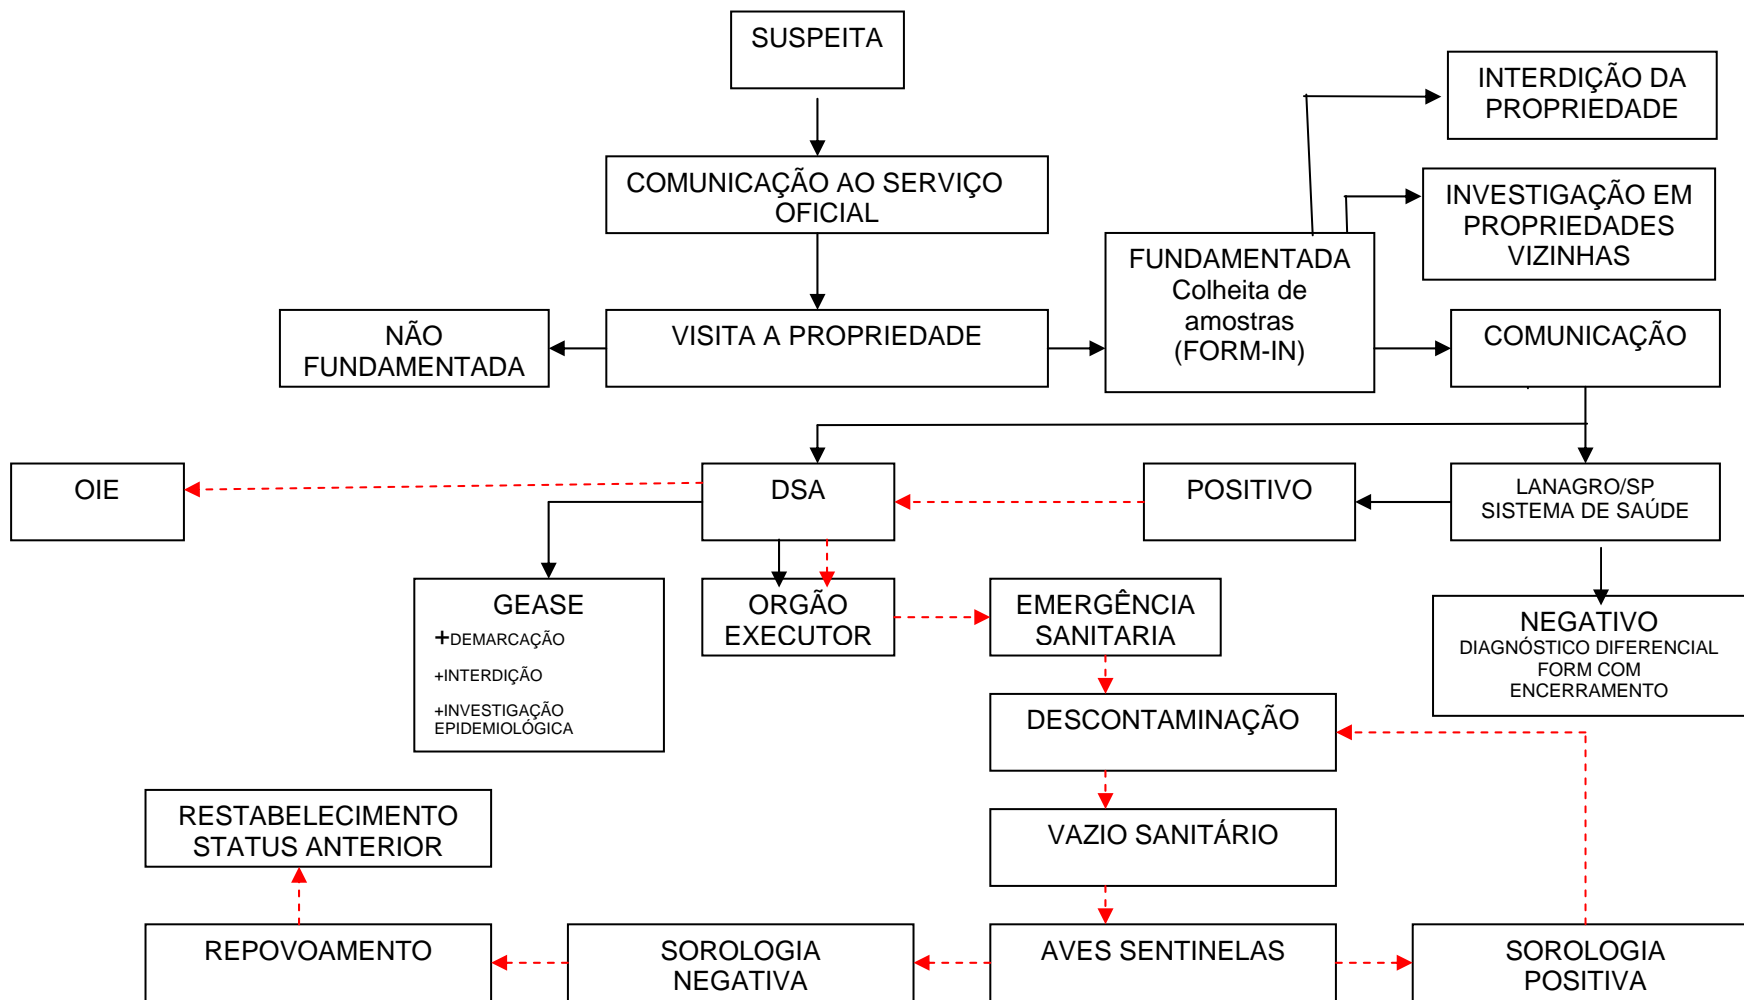 SUSPEITA
INTERDIÇÃO DA
PROPRIEDADE
COMUNICAÇÃO AO SERVIÇO
OFICIAL
INVESTIGAÇÃO EM
PROPRIEDADES
VIZINHAS
FUNDAMENTADA
Colheita de
amostras
(FORM-IN)
NÃO
FUNDAMENTADA
VISITA A PROPRIEDADE
COMUNICAÇÃO
OIE
DSA
POSITIVO
LANAGRO/SP
SISTEMA DE SAÚDE
GEASE
+DEMARCAÇÃO
+INTERDIÇÃO
+INVESTIGAÇÃO
EPIDEMIOLÓGICA
ORGÃO
EXECUTOR
EMERGÊNCIA
SANITARIA
NEGATIVO
DIAGNÓSTICO DIFERENCIAL
FORM COM
ENCERRAMENTO
DESCONTAMINAÇÃO
RESTABELECIMENTO
STATUS ANTERIOR
VAZIO SANITÁRIO
REPOVOAMENTO
SOROLOGIA
NEGATIVA
AVES SENTINELAS
SOROLOGIA
POSITIVA